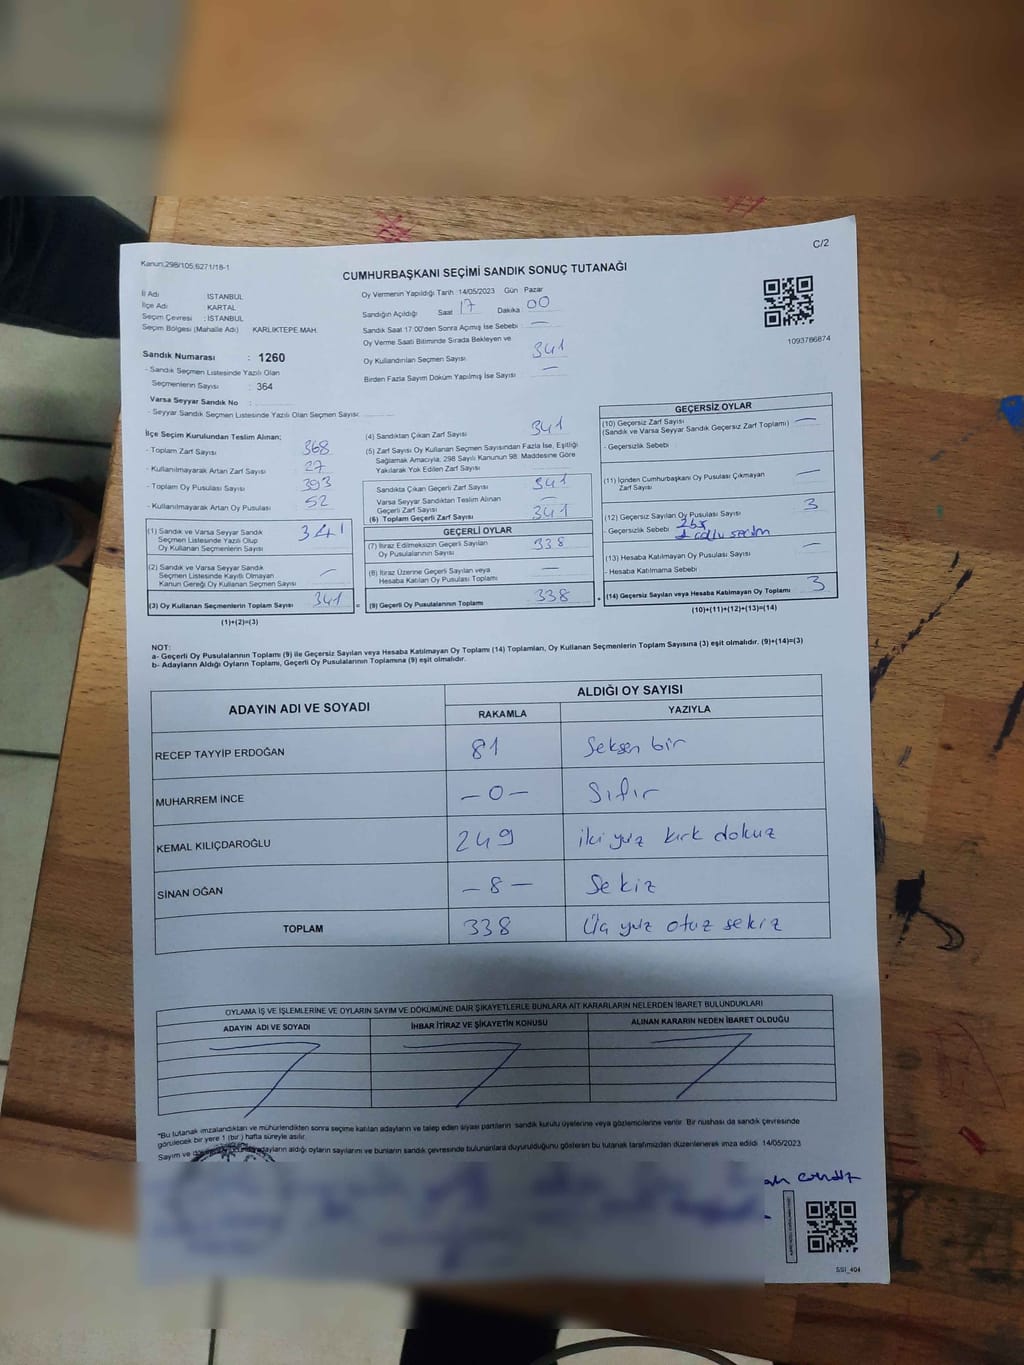 Kanun:298/105,6271/18-1
C/2
CUMHURBAŞKANI SEÇİMİ SANDIK SONUÇ TUTANAĞI
İl Adı : İSTANBUL
İlçe Adı : KARTAL
Seçim Çevresi : İSTANBUL
Seçim Bölgesi (Mahalle Adı) KARLIKTEPE MAH.
Sandık Numarası : 1260
- Sandık Seçmen Listesinde Yazılı Olan
Seçmenlerin Sayısı : 364
Varsa Seyyar Sandık No :
- Seyyar Sandık Seçmen Listesinde Yazılı Olan Seçmen Sayısı:
Oy Vermenin Yapıldığı Tarih :14/05/2023 Gün Pazar
Sandığın Açıldığı Saat 17 Dakika 00
Sandık Saat 17:00'den Sonra Açımış İse Sebebi : —
Oy Verme Saati Bitiminde Sırada Bekleyen ve
Oy Kullandırılan Seçmen Sayısı 341
Birden Fazla Sayım Döküm Yapılmış İse Sayısı : —
1093786874
İlçe Seçim Kurulundan Teslim Alınan;
- Toplam Zarf Sayısı 368
- Kullanılmayarak Artan Zarf Sayısı 27
- Toplam Oy Pusulası Sayısı 393
- Kullanılmayarak Artan Oy Pusulası 52
(1) Sandık ve Varsa Seyyar Sandık
Seçmen Listesinde Yazılı Olup
Oy Kullanan Seçmenlerin Sayısı 341
(2) Sandık ve Varsa Seyyar Sandık
Seçmen Listesinde Kayıtlı Olmayan
Kanun Gereği Oy Kullanan Seçmen Sayısı —
(3) Oy Kullanan Seçmenlerin Toplam Sayısı 341
(1)+(2)=(3)
(4) Sandıktan Çıkan Zarf Sayısı 341
(5) Zarf Sayısı Oy Kullanan Seçmen Sayısından Fazla İse, Eşitliği
Sağlamak Amacıyla, 298 Sayılı Kanunun 98. Maddesine Göre
Yakılarak Yok Edilen Zarf Sayısı
Sandıkta Çıkan Geçerli Zarf Sayısı 341
Varsa Seyyar Sandıktan Teslim Alınan
Geçerli Zarf Sayısı —
(6) Toplam Geçerli Zarf Sayısı 341
GEÇERLİ OYLAR
(7) İtiraz Edilmeksizin Geçerli Sayılan
Oy Pusulalarının Sayısı 338
(8) İtiraz Üzerine Geçerli Sayılan veya
Hesaba Katılan Oy Pusulası Toplamı —
(9) Geçerli Oy Pusulalarının Toplamı 338
GEÇERSİZ OYLAR
(10) Geçersiz Zarf Sayısı
(Sandık ve Varsa Seyyar Sandık Geçersiz Zarf Toplamı) —
- Geçersizlik Sebebi
(11) İçinden Cumhurbaşkanı Oy Pusulası Çıkmayan
Zarf Sayısı —
(12) Geçersiz Sayılan Oy Pusulası Sayısı 3
- Geçersizlik Sebebi
(13) Hesaba Katılmayan Oy Pusulası Sayısı —
- Hesaba Katılmama Sebebi
(14) Geçersiz Sayılan veya Hesaba Katılmayan Oy Toplamı 3
(10)+(11)+(12)+(13)=(14)
NOT:
a- Geçerli Oy Pusulalarının Toplamı (9) ile Geçersiz Sayılan veya Hesaba Katılmayan Oy Toplamı (14) Toplamları, Oy Kullanan Seçmenlerin Toplam Sayısına (3) eşit olmalıdır. (9)+(14)=(3)
b- Adayların Aldığı Oyların Toplamı, Geçerli Oy Pusulalarının Toplamına (9) eşit olmalıdır.
ADAYIN ADI VE SOYADI ALDIĞI OY SAYISI
RAKAMLA YAZIYLA
RECEP TAYYİP ERDOĞAN 81 Seksen bir
MUHARREM İNCE —0— Sıfır
KEMAL KILIÇDAROĞLU 249 iki yüz kırk dokuz
SİNAN OĞAN —8— Sekiz
TOPLAM 338 Üç yüz otuz sekiz
OYLAMA İŞ VE İŞLEMLERİNE VE OYLARIN SAYIM VE DÖKÜMÜNE DAİR ŞİKAYETLERLE BUNLARA AİT KARARLARIN NELERDEN İBARET BULUNDUKLARI
ADAYIN ADI VE SOYADI İHBAR İTİRAZ VE ŞİKAYETİN KONUSU ALINAN KARARIN NEDEN İBARET OLDUĞU
"Bu tutanak imzalandıktan ve mühürlendikten sonra seçime katılan adayların ve talep eden siyasi partilerin sandık kurulu üyelerine veya gözlemcilerine verilir. Bir nüshası da sandık çevresinde
görülecek bir yere 1 (bir) hafta süreyle asılır.
Sayım ve adayların aldığı oyların sayılarını ve bunların sandık çevresinde bulunanlara duyurulduğunu gösteren bu tutanak tarafımızdan düzenlenerek imza edildi. 14/05/2023
SSI_404